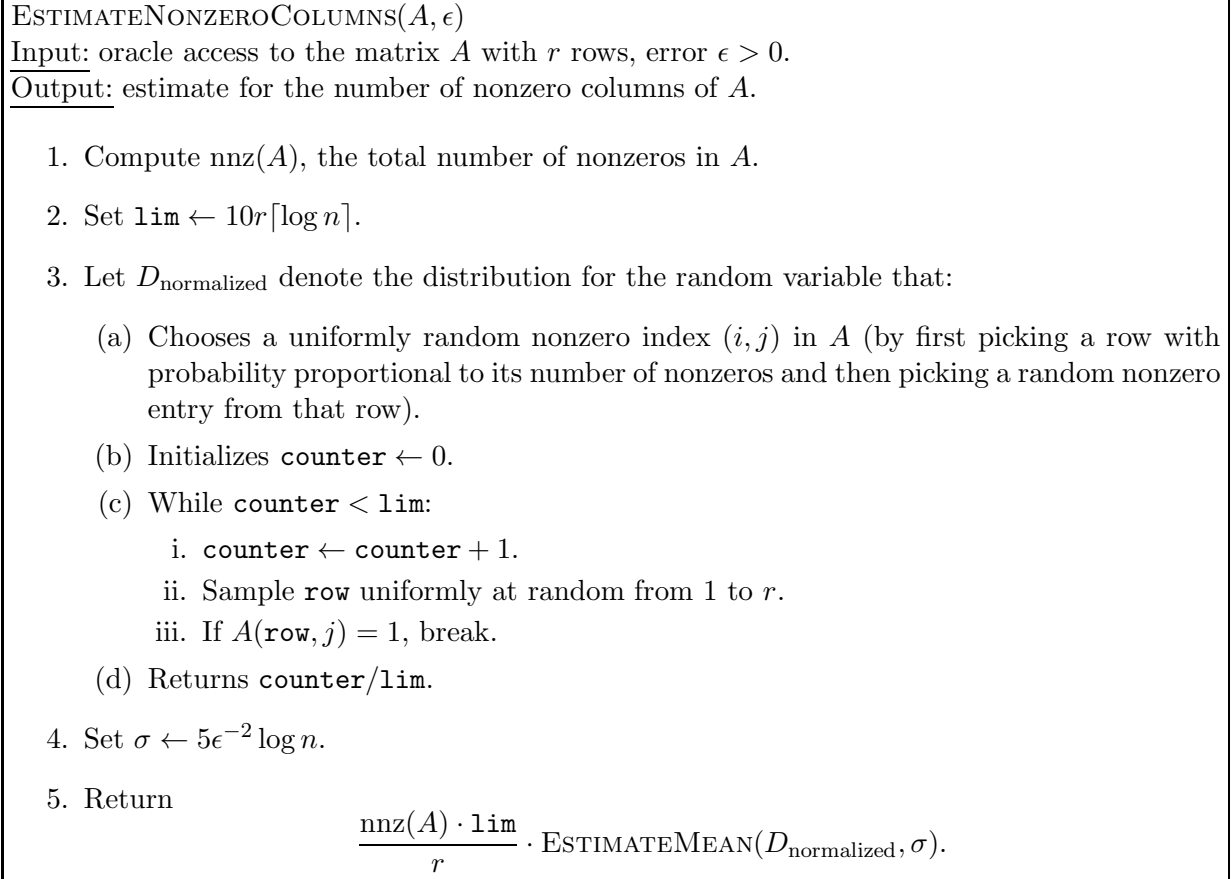 ESTIMATENONZEROCOLUMNS(A, ϵ)
Input: oracle access to the matrix A with r rows, error ϵ > 0.
Output: estimate for the number of nonzero columns of A.
1. Compute nnz(A), the total number of nonzeros in A.
2. Set lim ← 10r⌈log n⌉.
3. Let D_normalized denote the distribution for the random variable that:
(a) Chooses a uniformly random nonzero index (i, j) in A (by first picking a row with
probability proportional to its number of nonzeros and then picking a random nonzero
entry from that row).
(b) Initializes counter ← 0.
(c) While counter < lim:
i. counter ← counter + 1.
ii. Sample row uniformly at random from 1 to r.
iii. If A(row, j) = 1, break.
(d) Returns counter/lim.
4. Set σ ← 5ϵ⁻² log n.
5. Return
nnz(A) · lim
r
· ESTIMATEMEAN(D_normalized, σ).